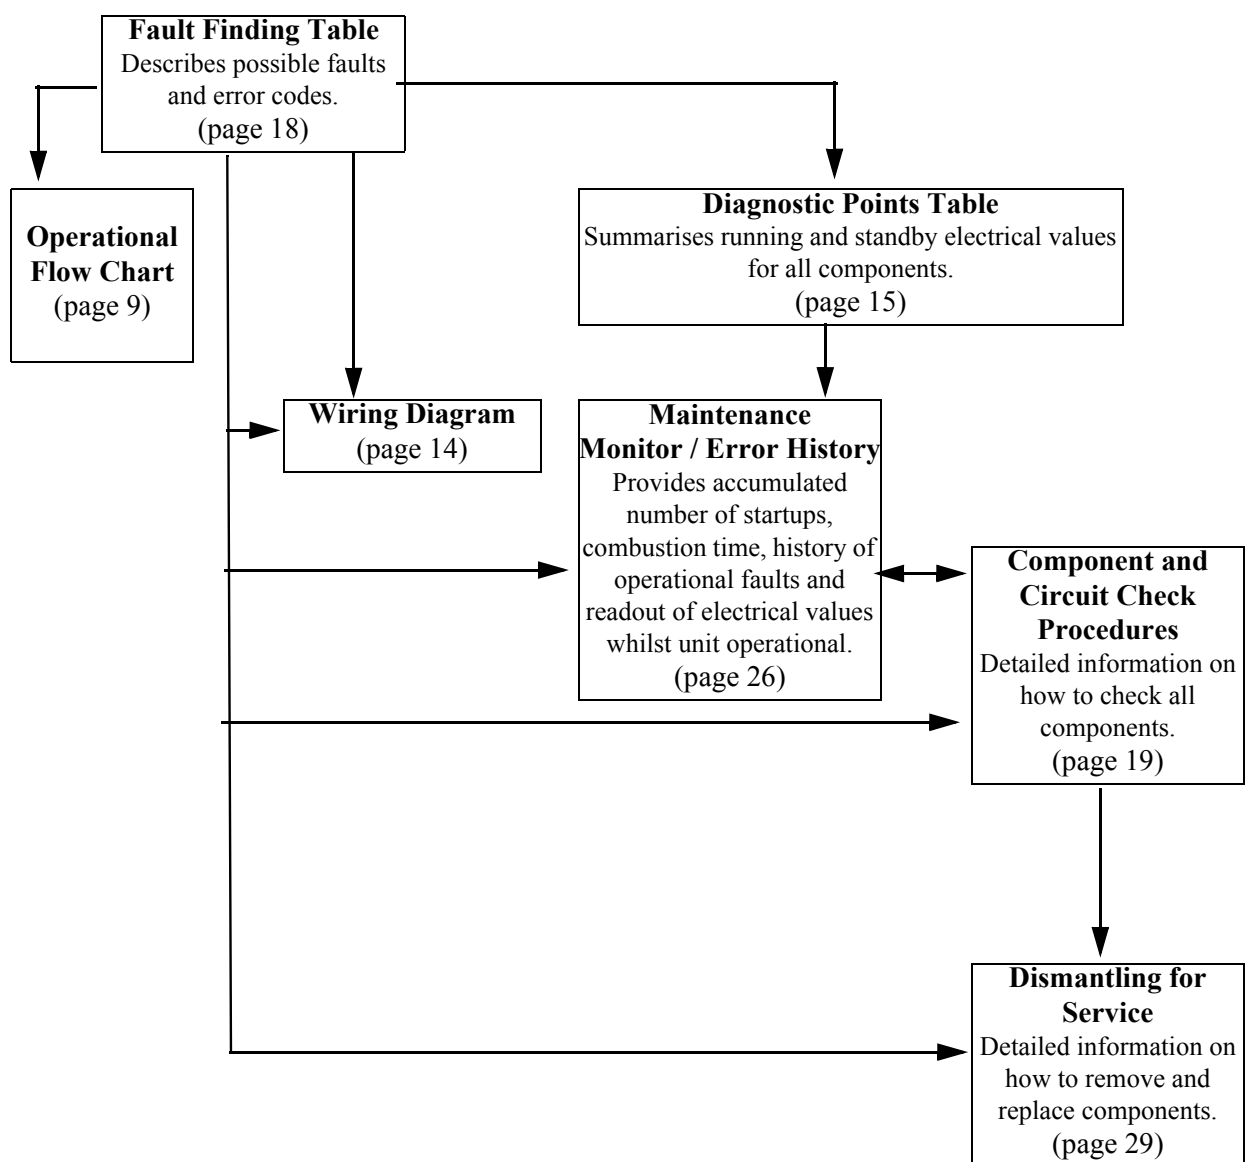 Fault Finding Table
Describes possible faults
and error codes.
(page 18)
Operational
Flow Chart
(page 9)
Diagnostic Points Table
Summarises running and standby electrical values
for all components.
(page 15)
Wiring Diagram
(page 14)
Maintenance
Monitor / Error History
Provides accumulated
number of startups,
combustion time, history of
operational faults and
readout of electrical values
whilst unit operational.
(page 26)
Component and
Circuit Check
Procedures
Detailed information on
how to check all
components.
(page 19)
Dismantling for
Service
Detailed information on
how to remove and
replace components.
(page 29)